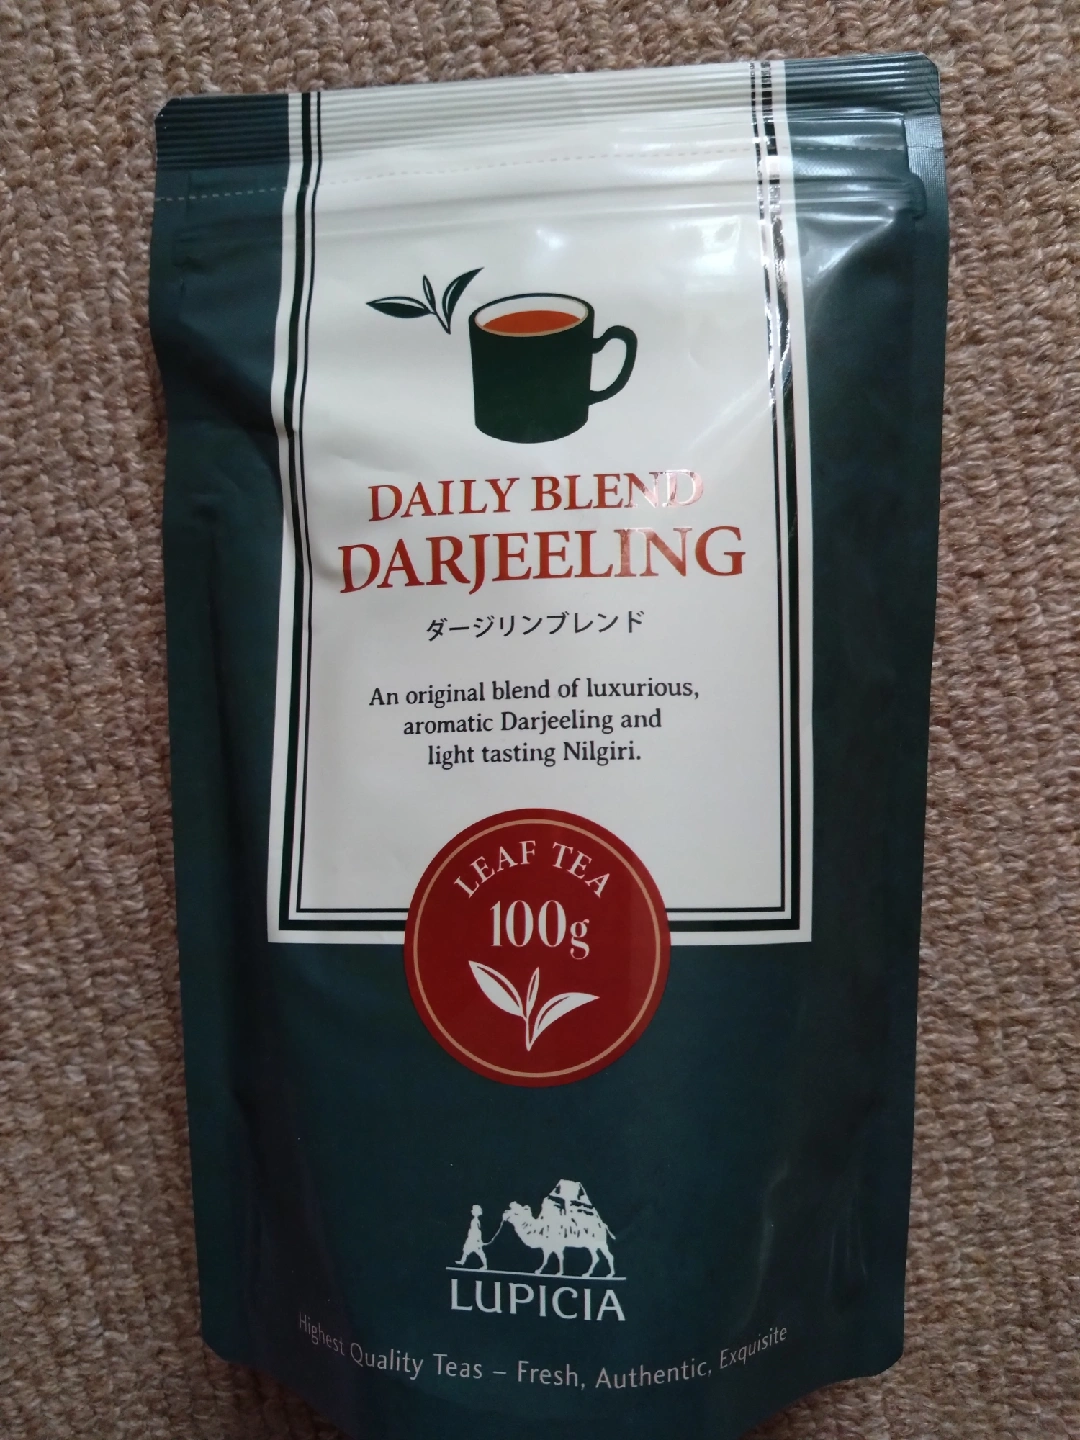 DAILY BLEND
DARJEELING
ダージリンブレンド
An original blend of luxurious,
aromatic Darjeeling and
light tasting Nilgiri.
LEAF TEA
100g
LUPICIA
Highest Quality Teas – Fresh, Authentic, Exquisite